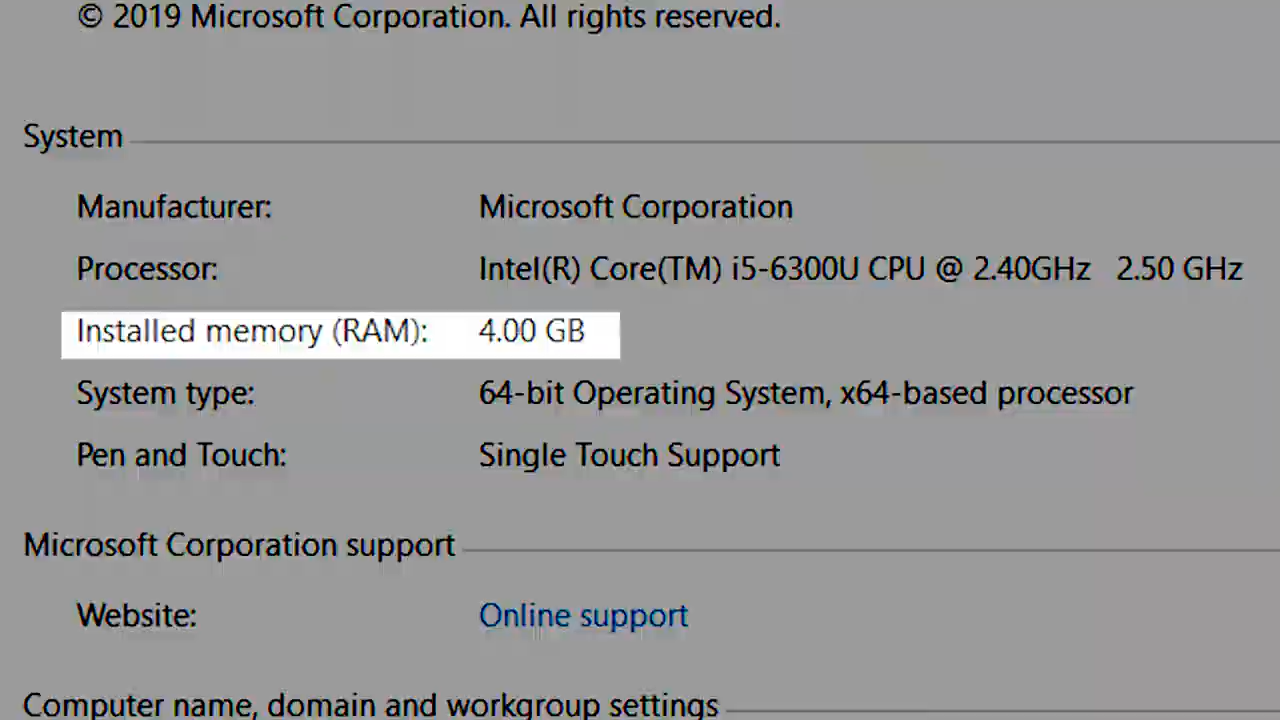 © 2019 Microsoft Corporation. All rights reserved.
System
Manufacturer: Microsoft Corporation
Processor: Intel(R) Core(TM) i5-6300U CPU @ 2.40GHz 2.50 GHz
Installed memory (RAM): 4.00 GB
System type: 64-bit Operating System, x64-based processor
Pen and Touch: Single Touch Support
Microsoft Corporation support
Website: Online support
Computer name, domain and workgroup settings